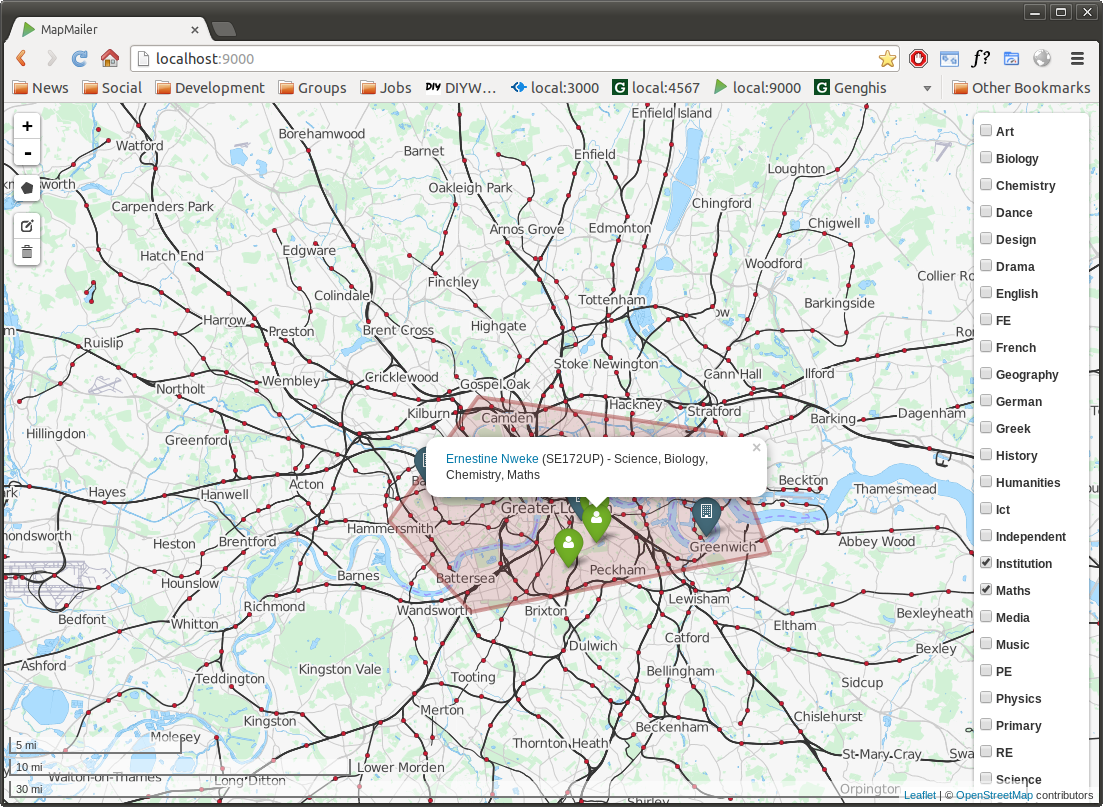 MapMailer
localhost:9000
f?
News
Social
Development
Groups
Jobs
DIY DIYW...
local:3000
G local:4567
local:9000
G Genghis
Other Bookmarks
+
-
Borehamwood
Enfield Island
Watford
Barnet
Enfield
Loughton
Oakleigh Park
Carpenders Park
Chingford
Arnos Grove
Edmonton
Chigwell
Edgware
Hatch End
Woodford
Finchley
Collier Ro
Colindale
Tottenham
Barkingside
Harrow
Preston
Brent Cross
Highgate
ow
Ruislip
Stoke Newington
Wembley
Cricklewood
Cann Hall
Ilford
Northolt
Gospel Oak
Kilburn
Camden
Hackney
Stratford
Barking
Dagenham
Hillingdon
Greenford
Ernestine Nweke (SE172UP) - Science, Biology,
Chemistry, Maths
×
Acton
Beckton
Hayes
Hanwell
Thamesmead
Greater Lo
Hammersmith
Heston
Brentford
Greenwich
Abbey Wood
Hounslow
Barnes
Battersea
Peckham
Richmond
Wandsworth
Brixton
Lewisham
Bedfont
Whitton
Eltham
Bexleyheath
Catford
Dulwich
Bexley
Ashford
Kingston Vale
Teddington
Tooting
Bellingham
Sidcup
Merton
Kingston
Chislehurst
Beckenham
Molesey
Thornton Heath
St Mary Cray
Swa
Lower Morden
Walton-on-Thames
Long Ditton
Orpington
Shirley
5 mi
10 mi
30 mi
Art
Biology
Chemistry
Dance
Design
Drama
English
FE
French
Geography
German
Greek
History
Humanities
Ict
Independent
Institution
Maths
Media
Music
PE
Physics
Primary
RE
Science
Leaflet | © OpenStreetMap contributors